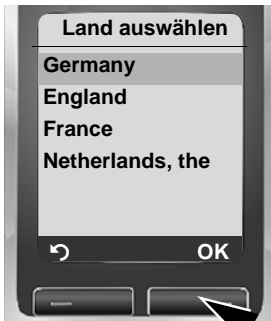 Land auswählen
Germany
England
France
Netherlands, the
OK